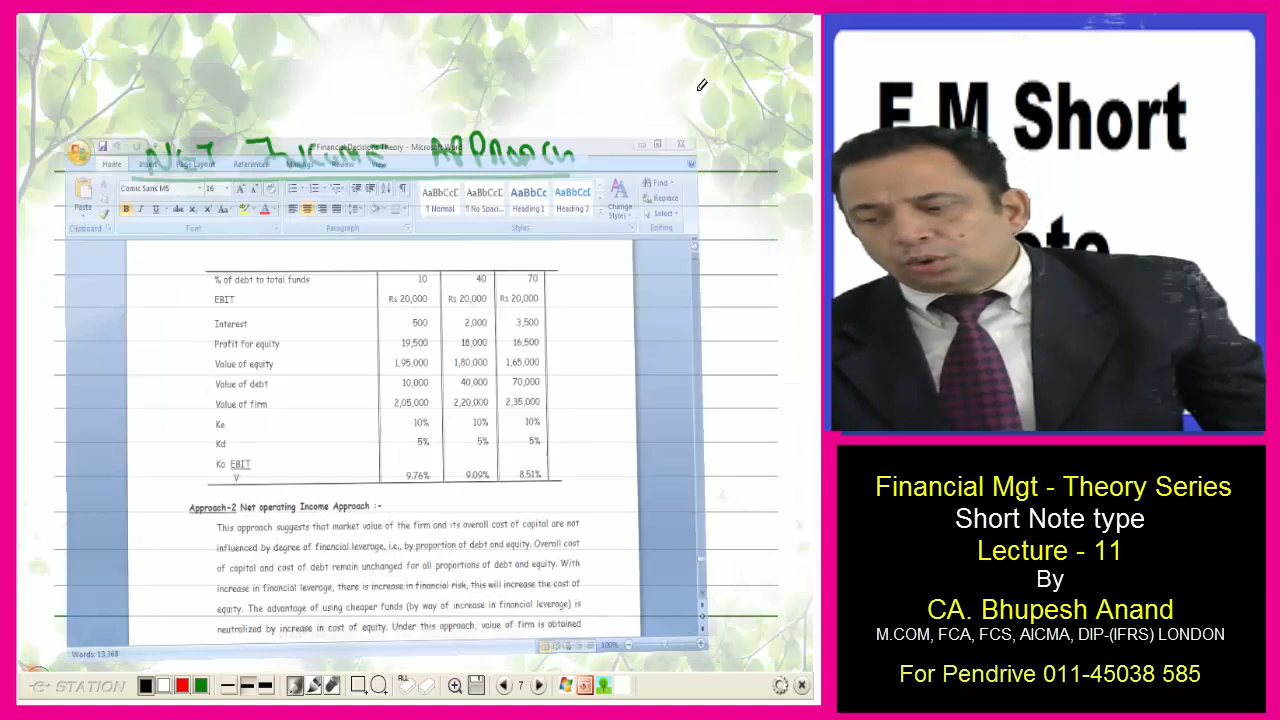 NET INCOME APPROACH
Financial Decisions Theory - Microsoft Word
Home Insert Page Layout References Mailings Review View
Comic Sans MS 16
Paste
AaBbCcD AaBbCcD AaBbCc AaBbCcD
¶ Normal ¶ No Spaci... Heading 1 Heading 2
Change Styles
Find
Replace
Select
Clipboard Font Paragraph Styles Editing
% of debt to total funds 10 40 70
EBIT Rs 20,000 Rs 20,000 Rs 20,000
Interest 500 2,000 3,500
Profit for equity 19,500 18,000 16,500
Value of equity 1,95,000 1,80,000 1,65,000
Value of debt 10,000 40,000 70,000
Value of firm 2,05,000 2,20,000 2,35,000
Ke 10% 10% 10%
Kd 5% 5% 5%
Ko EBIT
V 9.76% 9.09% 8.51%
Approach-2 Net operating Income Approach :-
This approach suggests that market value of the firm and its overall cost of capital are not
influenced by degree of financial leverage, i.e., by proportion of debt and equity. Overall cost
of capital and cost of debt remain unchanged for all proportions of debt and equity. With
increase in financial leverage, there is increase in financial risk, this will increase the cost of
equity. The advantage of using cheaper funds (by way of increase in financial leverage) is
neutralized by increase in cost of equity. Under this approach, value of firm is obtained
Words: 13,368
100%
STATION
7
F M Short
Financial Mgt - Theory Series
Short Note type
Lecture - 11
By
CA. Bhupesh Anand
M.COM, FCA, FCS, AICMA, DIP-(IFRS) LONDON
For Pendrive 011-45038 585